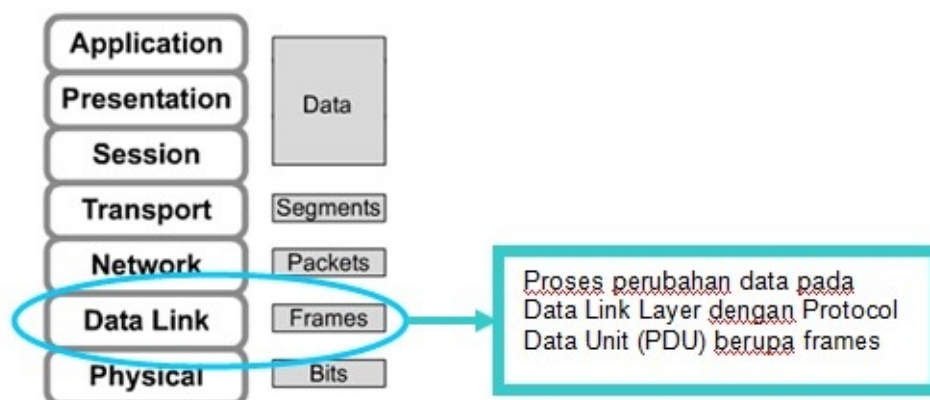 Application
Presentation
Session
Data
Transport
Segments
Network
Packets
Data Link
Frames
Physical
Bits
Proses perubahan data pada
Data Link Layer dengan Protocol
Data Unit (PDU) berupa frames